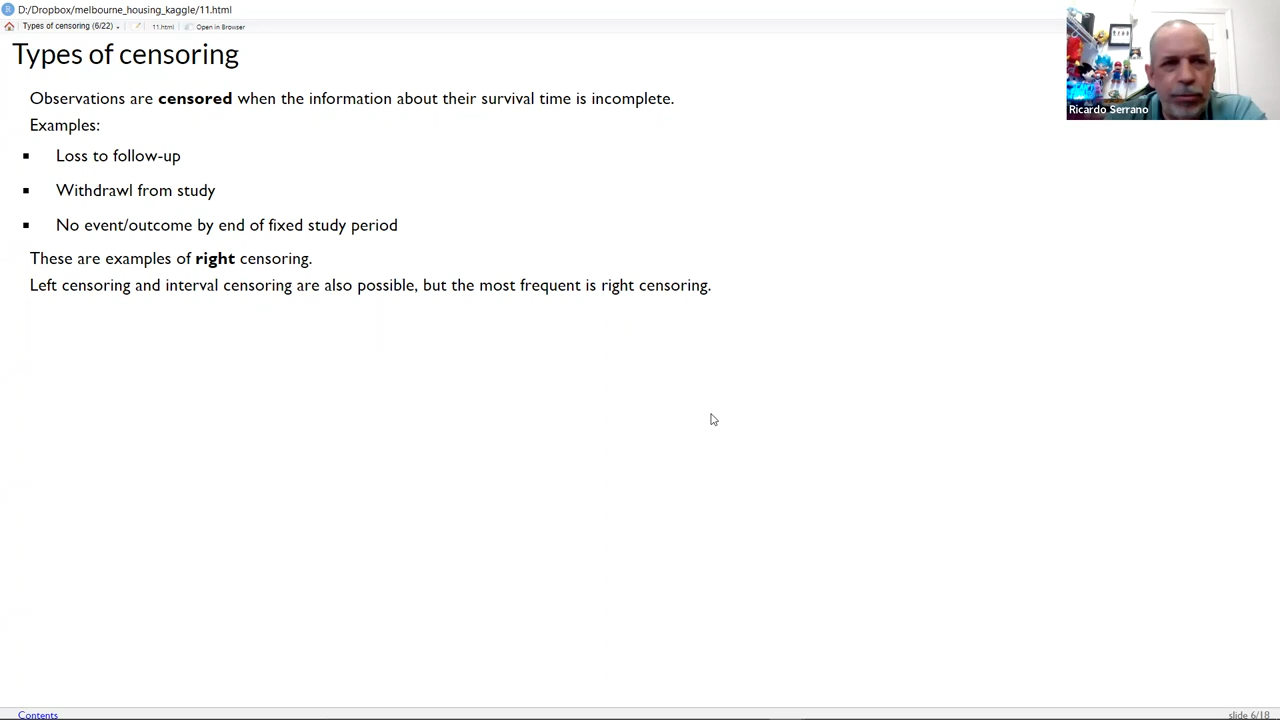 D:/Dropbox/melbourne_housing_kaggle/11.html
Types of censoring (6/22) 11.html Open in Browser
Types of censoring
Observations are censored when the information about their survival time is incomplete.
Examples:
Loss to follow-up
Withdrawl from study
No event/outcome by end of fixed study period
These are examples of right censoring.
Left censoring and interval censoring are also possible, but the most frequent is right censoring.
Ricardo Serrano
Contents
slide 6/18